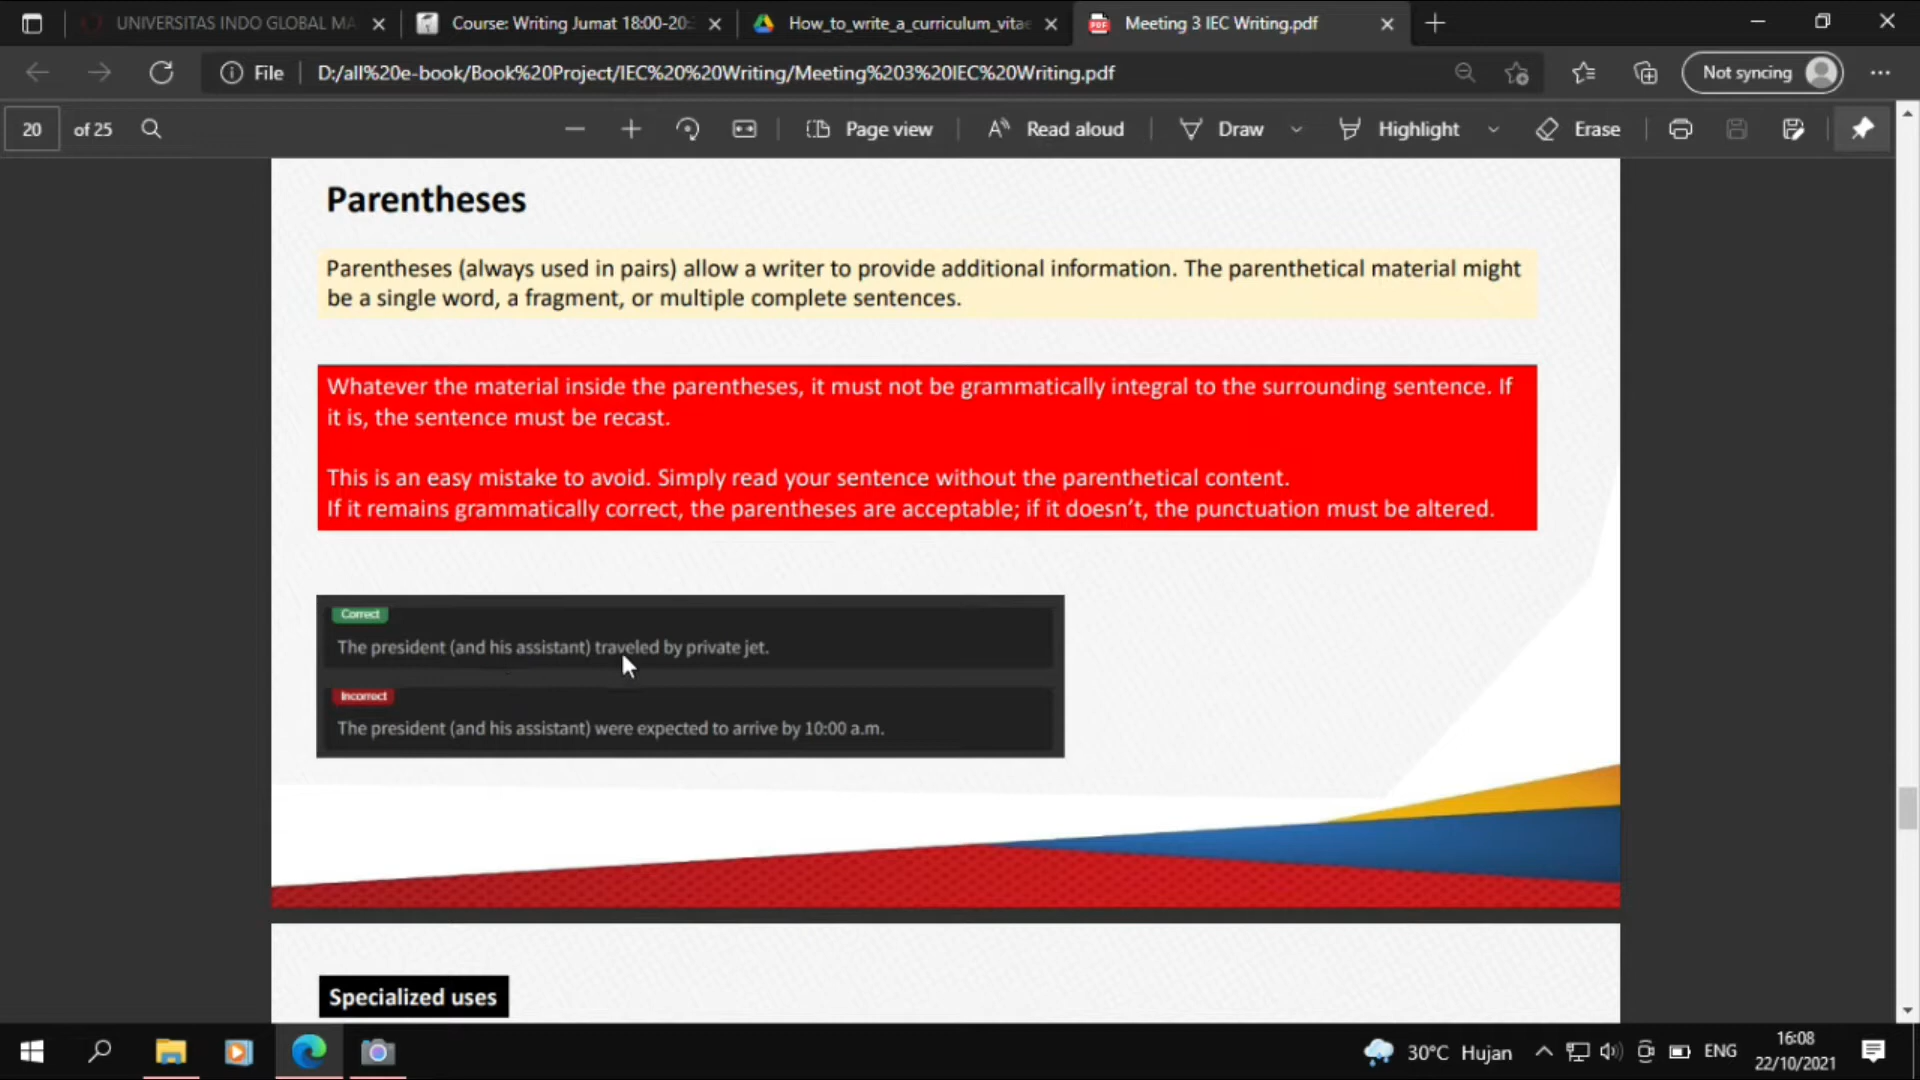 UNIVERSITAS INDO GLOBAL MA
Course: Writing Jumat 18:00-20:
How_to_write_a_curriculum_vitae
Meeting 3 IEC Writing.pdf
File
D:/all%20e-book/Book%20Project/IEC%20%20Writing/Meeting%203%20IEC%20Writing.pdf
Not syncing
20 of 25
Page view
Read aloud
Draw
Highlight
Erase
Parentheses
Parentheses (always used in pairs) allow a writer to provide additional information. The parenthetical material might
be a single word, a fragment, or multiple complete sentences.
Whatever the material inside the parentheses, it must not be grammatically integral to the surrounding sentence. If
it is, the sentence must be recast.
This is an easy mistake to avoid. Simply read your sentence without the parenthetical content.
If it remains grammatically correct, the parentheses are acceptable; if it doesn’t, the punctuation must be altered.
Correct
The president (and his assistant) traveled by private jet.
Incorrect
The president (and his assistant) were expected to arrive by 10:00 a.m.
Specialized uses
30°C Hujan
ENG
16:08
22/10/2021